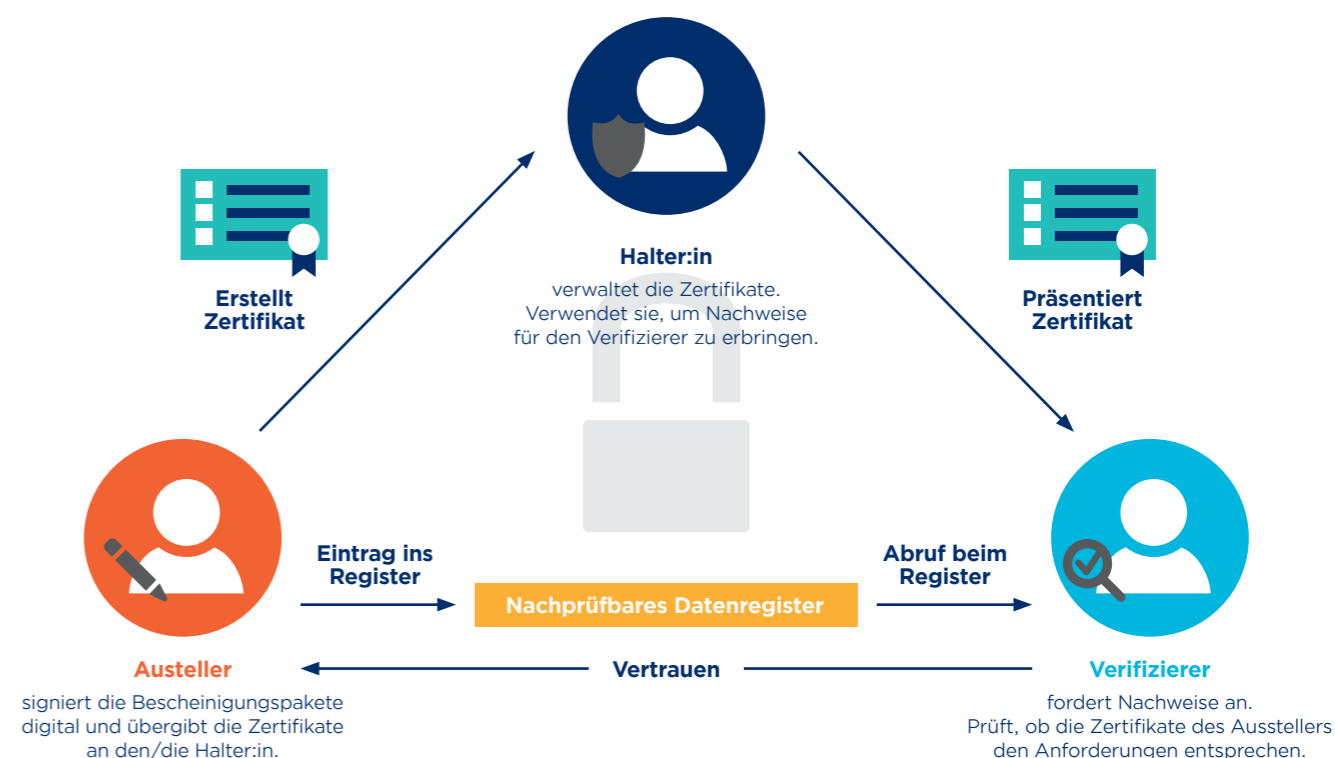 Halter:in
verwaltet die Zertifikate.
Verwendet sie, um Nachweise
für den Verifizierer zu erbringen.
Erstellt
Zertifikat
Präsentiert
Zertifikat
Eintrag ins
Register
Nachprüfbares Datenregister
Abruf beim
Register
Austeller
signiert die Bescheinigungspakete
digital und übergibt die Zertifikate
an den/die Halter:in.
Vertrauen
Verifizierer
fordert Nachweise an.
Prüft, ob die Zertifikate des Ausstellers
den Anforderungen entsprechen.